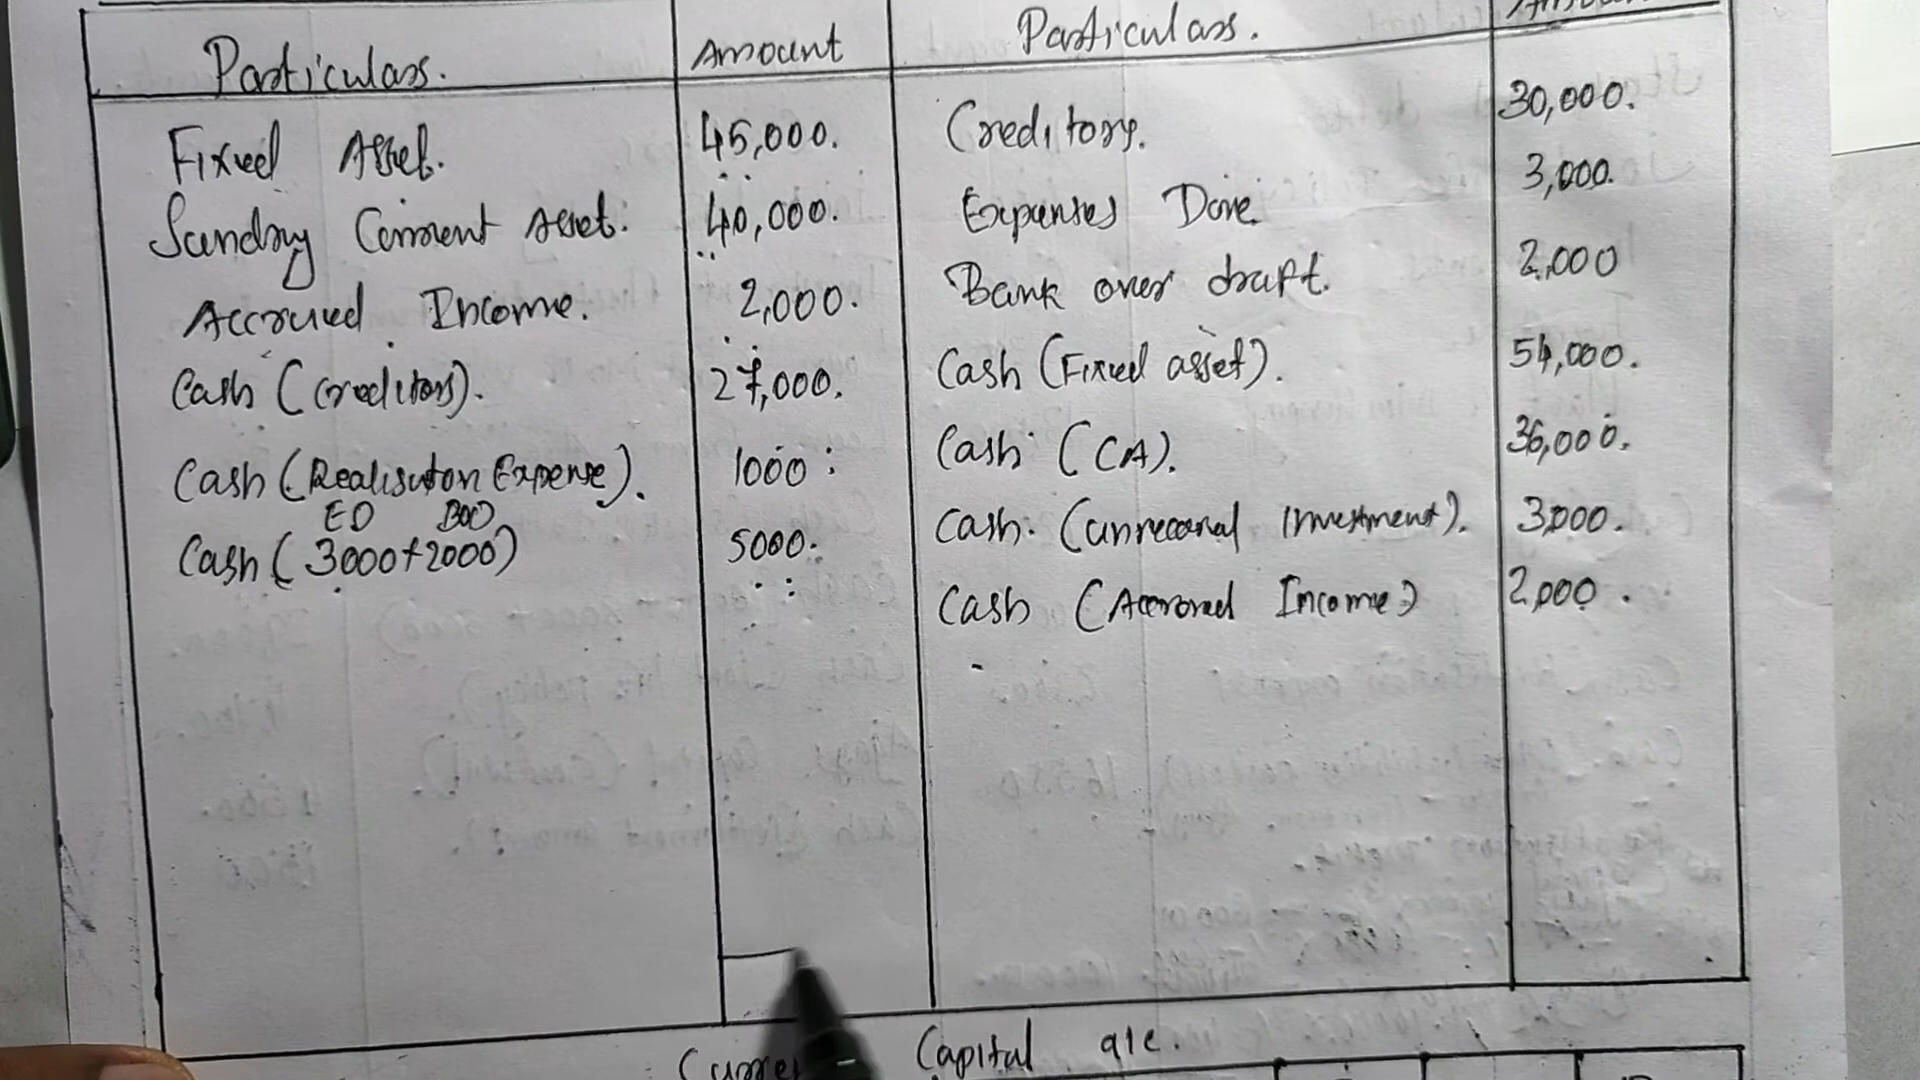 Particulars.
Amount
Particulars.
Fixed Asset.
45,000.
Creditors.
30,000.
Sundry Current Asset.
40,000.
Expenses Due
3,000.
Accrued Income.
2,000.
Bank over draft.
2,000
Cash (Creditors).
27,000.
Cash (Fixed asset).
54,000.
Cash (Realisation Expense).
1000
Cash (CA).
36,000.
ED BOD
Cash (3000+2000)
5000.
Cash. (Investment).
3000.
Cash (Accrued Income)
2,000.
Capital a/c.